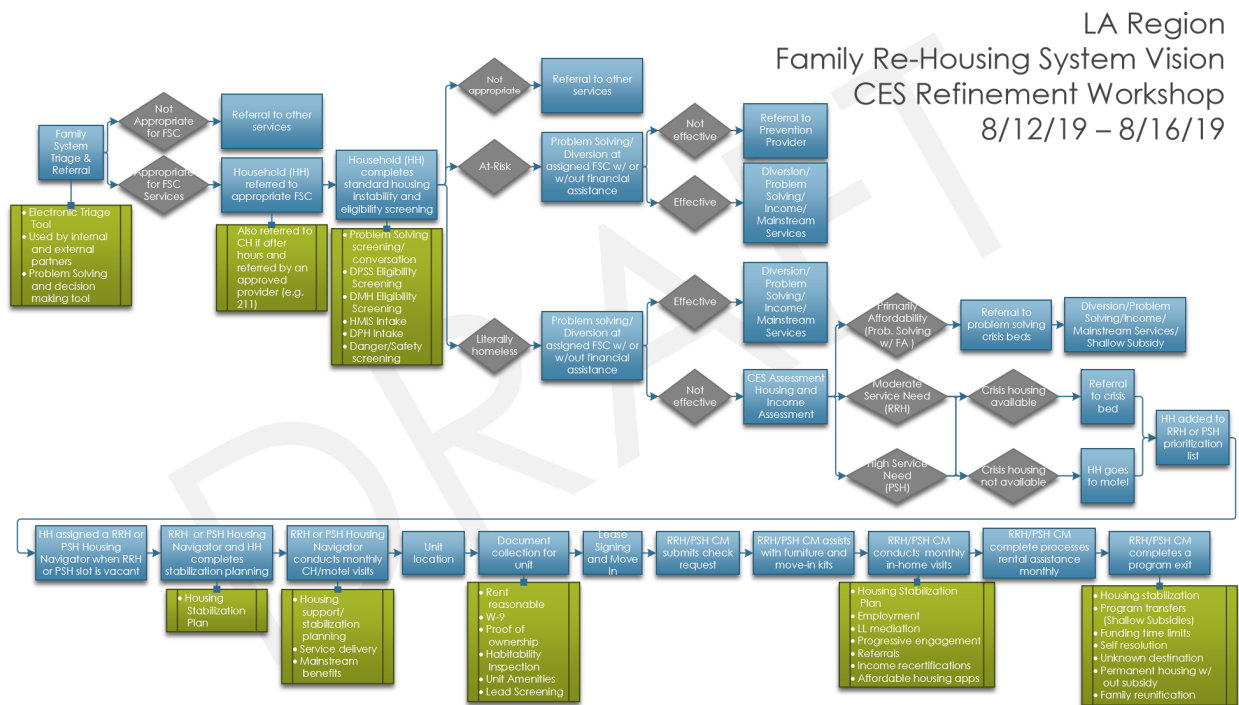 LA Region
Family Re-Housing System Vision
CES Refinement Workshop
8/12/19 – 8/16/19
DRAFT
Family
System
Triage &
Referral
• Electronic Triage
Tool
• Used by internal
and external
partners
• Problem Solving
and decision
making tool
Not
Appropriate
for FSC
Referral to other
services
Appropriate
for FSC
Services
Household (HH)
referred to
appropriate FSC
Also referred to
CH if after
hours and
referred by an
approved
provider (e.g.
211)
Household (HH)
completes
standard housing
instability and
eligibility screening
• Problem Solving
screening/
conversation
• DPSS Eligibility
Screening
• DMH Eligibility
Screening
• HMIS Intake
• DPH Intake
• Danger/Safety
screening
Not
appropriate
Referral to other
services
At-Risk
Problem Solving/
Diversion at
assigned FSC w/ or
w/out financial
assistance
Not
effective
Referral to
Prevention
Provider
Effective
Diversion/
Problem
Solving/
Income/
Mainstream
Services
Literally
homeless
Problem solving/
Diversion at
assigned FSC w/ or
w/out financial
assistance
Effective
Diversion/
Problem
Solving/
Income/
Mainstream
Services
Not
effective
CES Assessment
Housing and
Income
Assessment
Primarily
Affordability
(Prob. Solving
w/ FA )
Referral to
problem solving
crisis beds
Diversion/Problem
Solving/Income/
Mainstream Services/
Shallow Subsidy
Moderate
Service Need
(RRH)
Crisis housing
available
Referral
to crisis
bed
High Service
Need
(PSH)
Crisis housing
not available
HH goes
to motel
HH added to
RRH or PSH
prioritization
list
HH assigned a RRH or
PSH Housing
Navigator when RRH
or PSH slot is vacant
RRH or PSH Housing
Navigator and HH
completes
stabilization planning
• Housing
Stabilization
Plan
RRH or PSH Housing
Navigator
conducts monthly
CH/motel visits
• Housing
support/
stabilization
planning
• Service delivery
• Mainstream
benefits
Unit
location
Document
collection for
unit
• Rent
reasonable
• W-9
• Proof of
ownership
• Habitability
Inspection
• Unit Amenities
• Lead Screening
Lease
Signing
and Move
In
RRH/PSH CM
submits check
request
RRH/PSH CM assists
with furniture and
move-in kits
RRH/PSH CM
conducts monthly
in-home visits
• Housing Stabilization
Plan
• Employment
• LL mediation
• Progressive engagement
• Referrals
• Income recertifications
• Affordable housing apps
RRH/PSH CM
complete processes
rental assistance
monthly
RRH/PSH CM
completes a
program exit
• Housing stabilization
• Program transfers
(Shallow Subsidies)
• Funding time limits
• Self resolution
• Unknown destination
• Permanent housing w/
out subsidy
• Family reunification